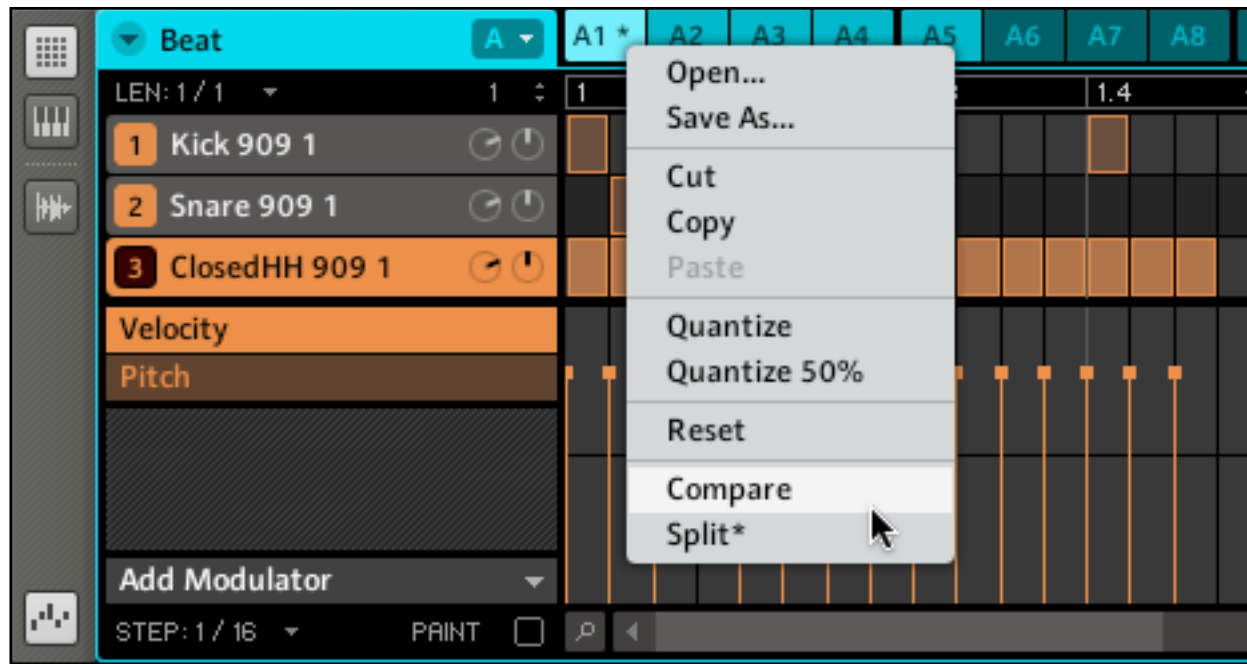 Beat A A1 * A2 A3 A4 A5 A6 A7 A8
LEN: 1 / 1 1 1 1.4
1 Kick 909 1
2 Snare 909 1
3 ClosedHH 909 1
Velocity
Pitch
Add Modulator
STEP: 1 / 16 PAINT
Open...
Save As...
Cut
Copy
Paste
Quantize
Quantize 50%
Reset
Compare
Split*